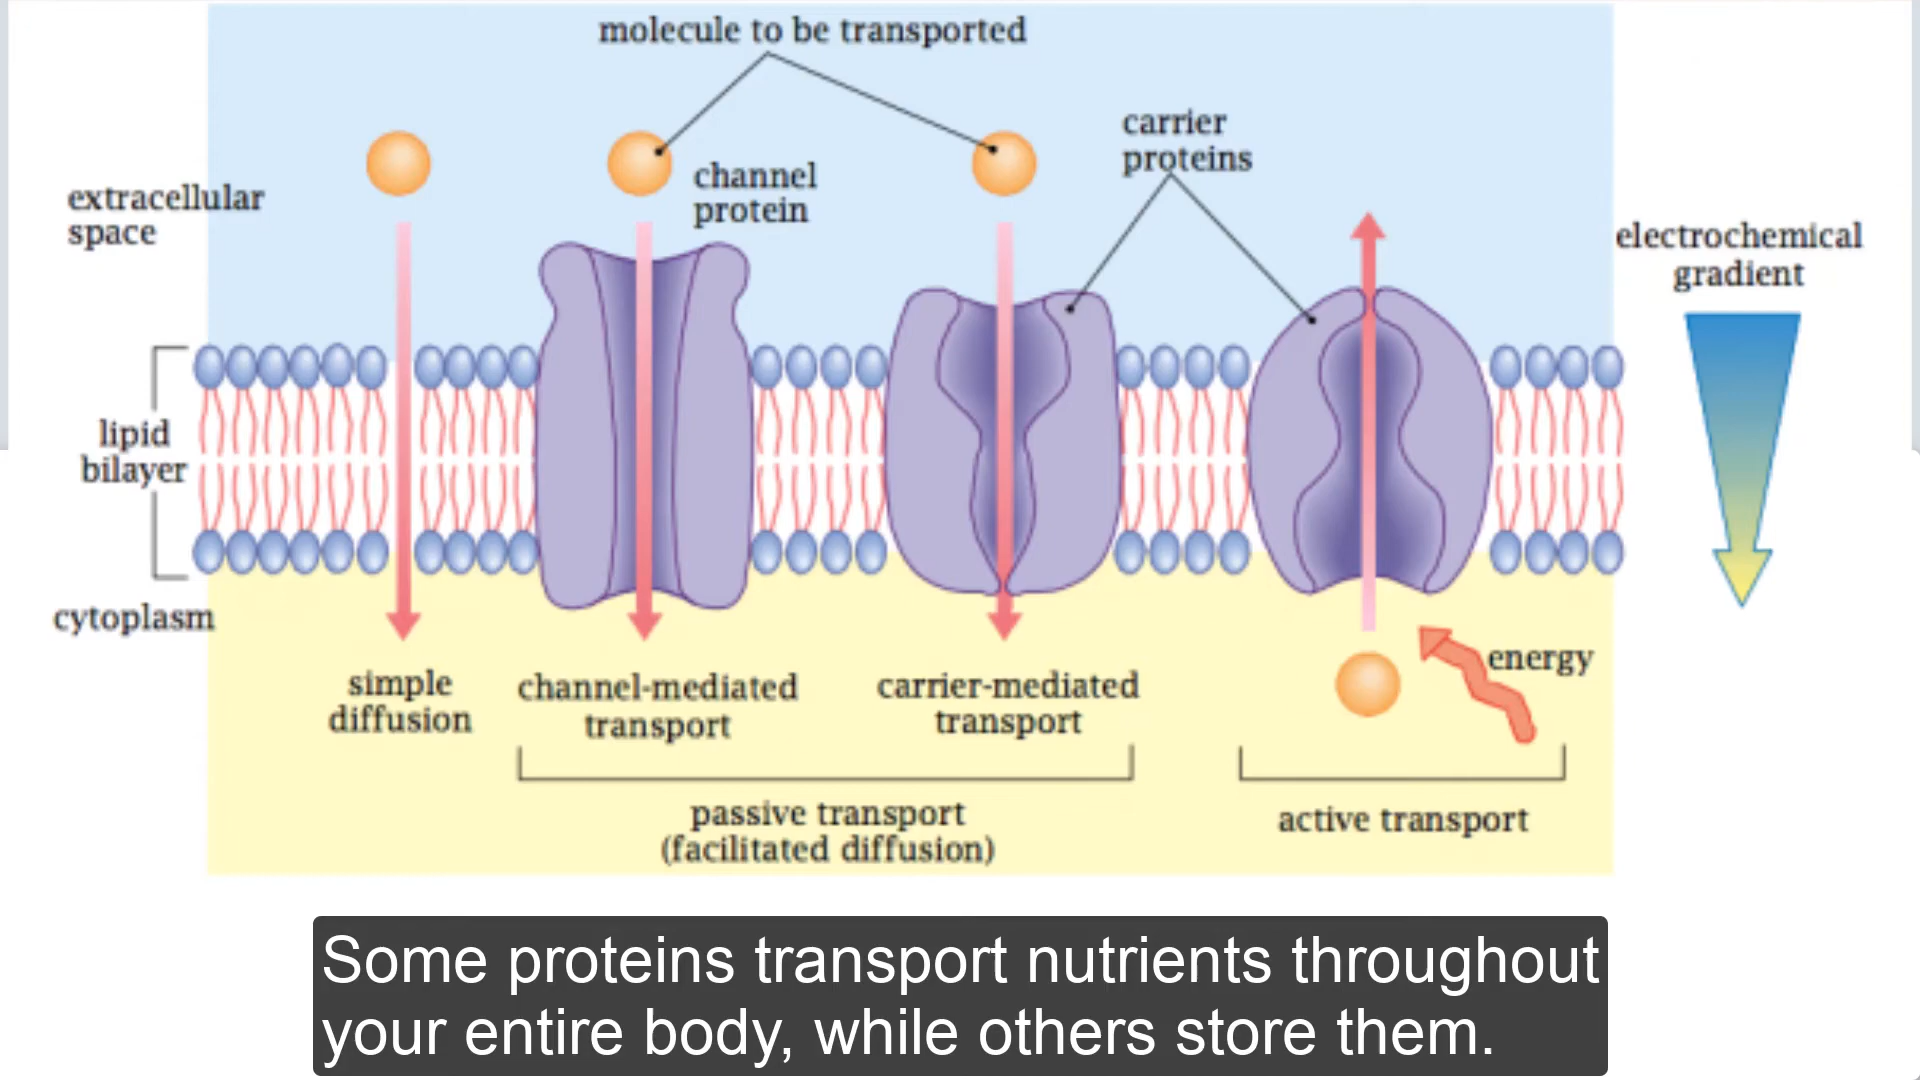 molecule to be transported
carrier
proteins
channel
protein
extracellular
space
electrochemical
gradient
lipid
bilayer
cytoplasm
energy
simple
diffusion
channel-mediated
transport
carrier-mediated
transport
passive transport
(facilitated diffusion)
active transport
Some proteins transport nutrients throughout
your entire body, while others store them.